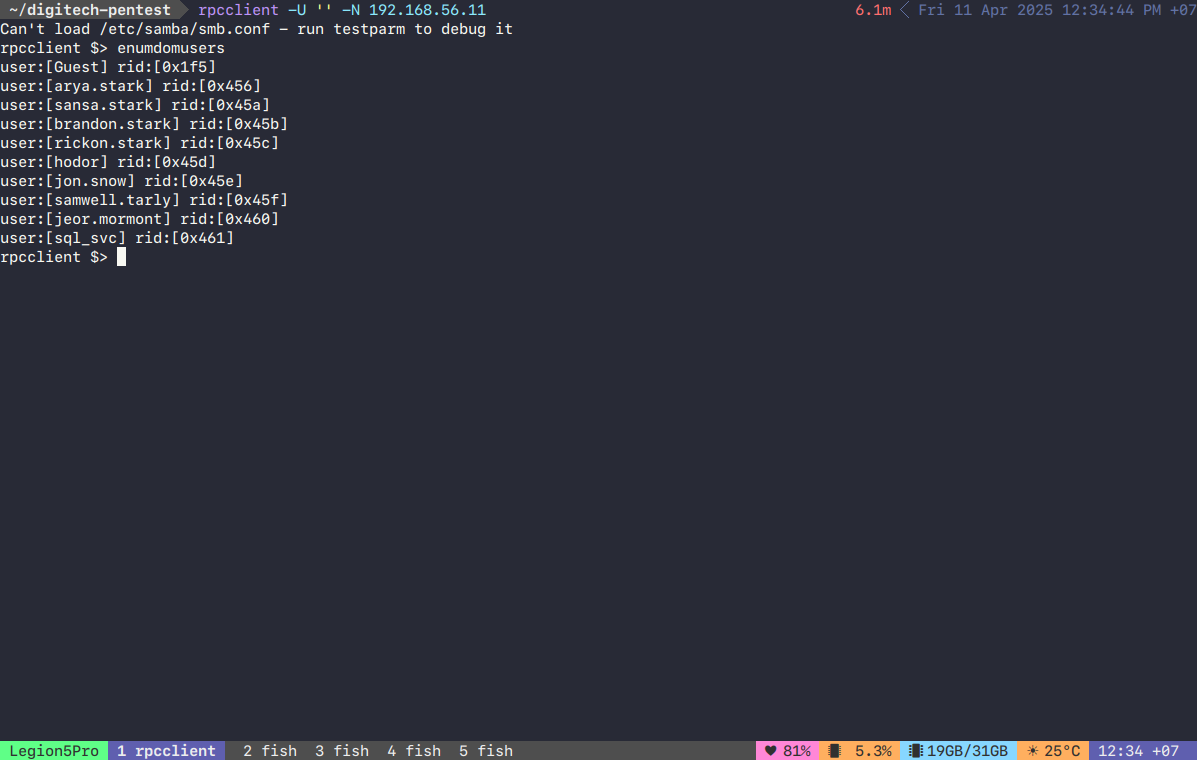 ~/digitech-pentest rpcclient -U '' -N 192.168.56.11 6.1m Fri 11 Apr 2025 12:34:44 PM +07
Can't load /etc/samba/smb.conf - run testparm to debug it
rpcclient $> enumdomusers
user:[Guest] rid:[0x1f5]
user:[arya.stark] rid:[0x456]
user:[sansa.stark] rid:[0x45a]
user:[brandon.stark] rid:[0x45b]
user:[rickon.stark] rid:[0x45c]
user:[hodor] rid:[0x45d]
user:[jon.snow] rid:[0x45e]
user:[samwell.tarly] rid:[0x45f]
user:[jeor.mormont] rid:[0x460]
user:[sql_svc] rid:[0x461]
rpcclient $>
Legion5Pro 1 rpcclient 2 fish 3 fish 4 fish 5 fish ♥ 81% 5.3% 19GB/31GB ☀ 25°C 12:34 +07